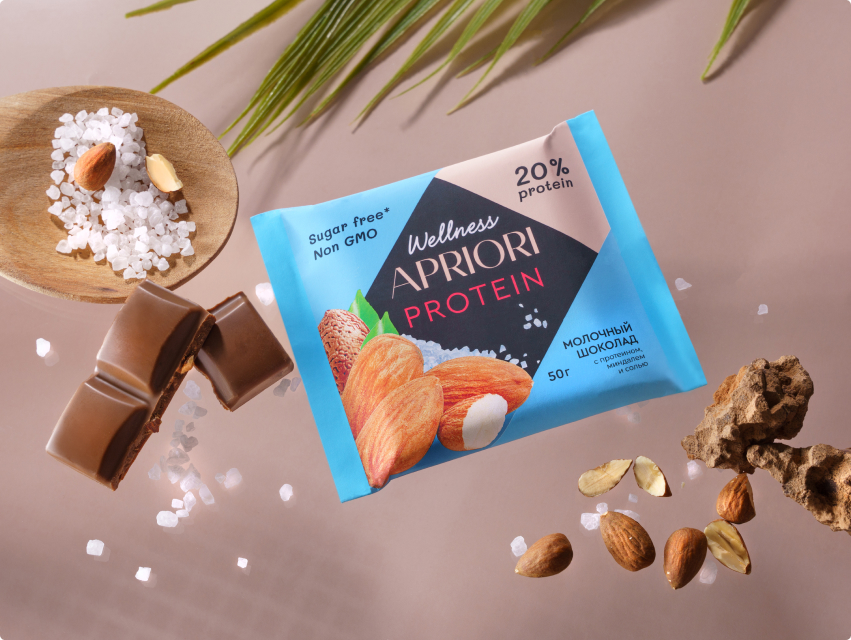 Sugar free*
Non GMO
20%
protein
Wellness
APRIORI
PROTEIN
МОЛОЧНЫЙ
ШОКОЛАД
с протеином,
миндалем
и солью
50г